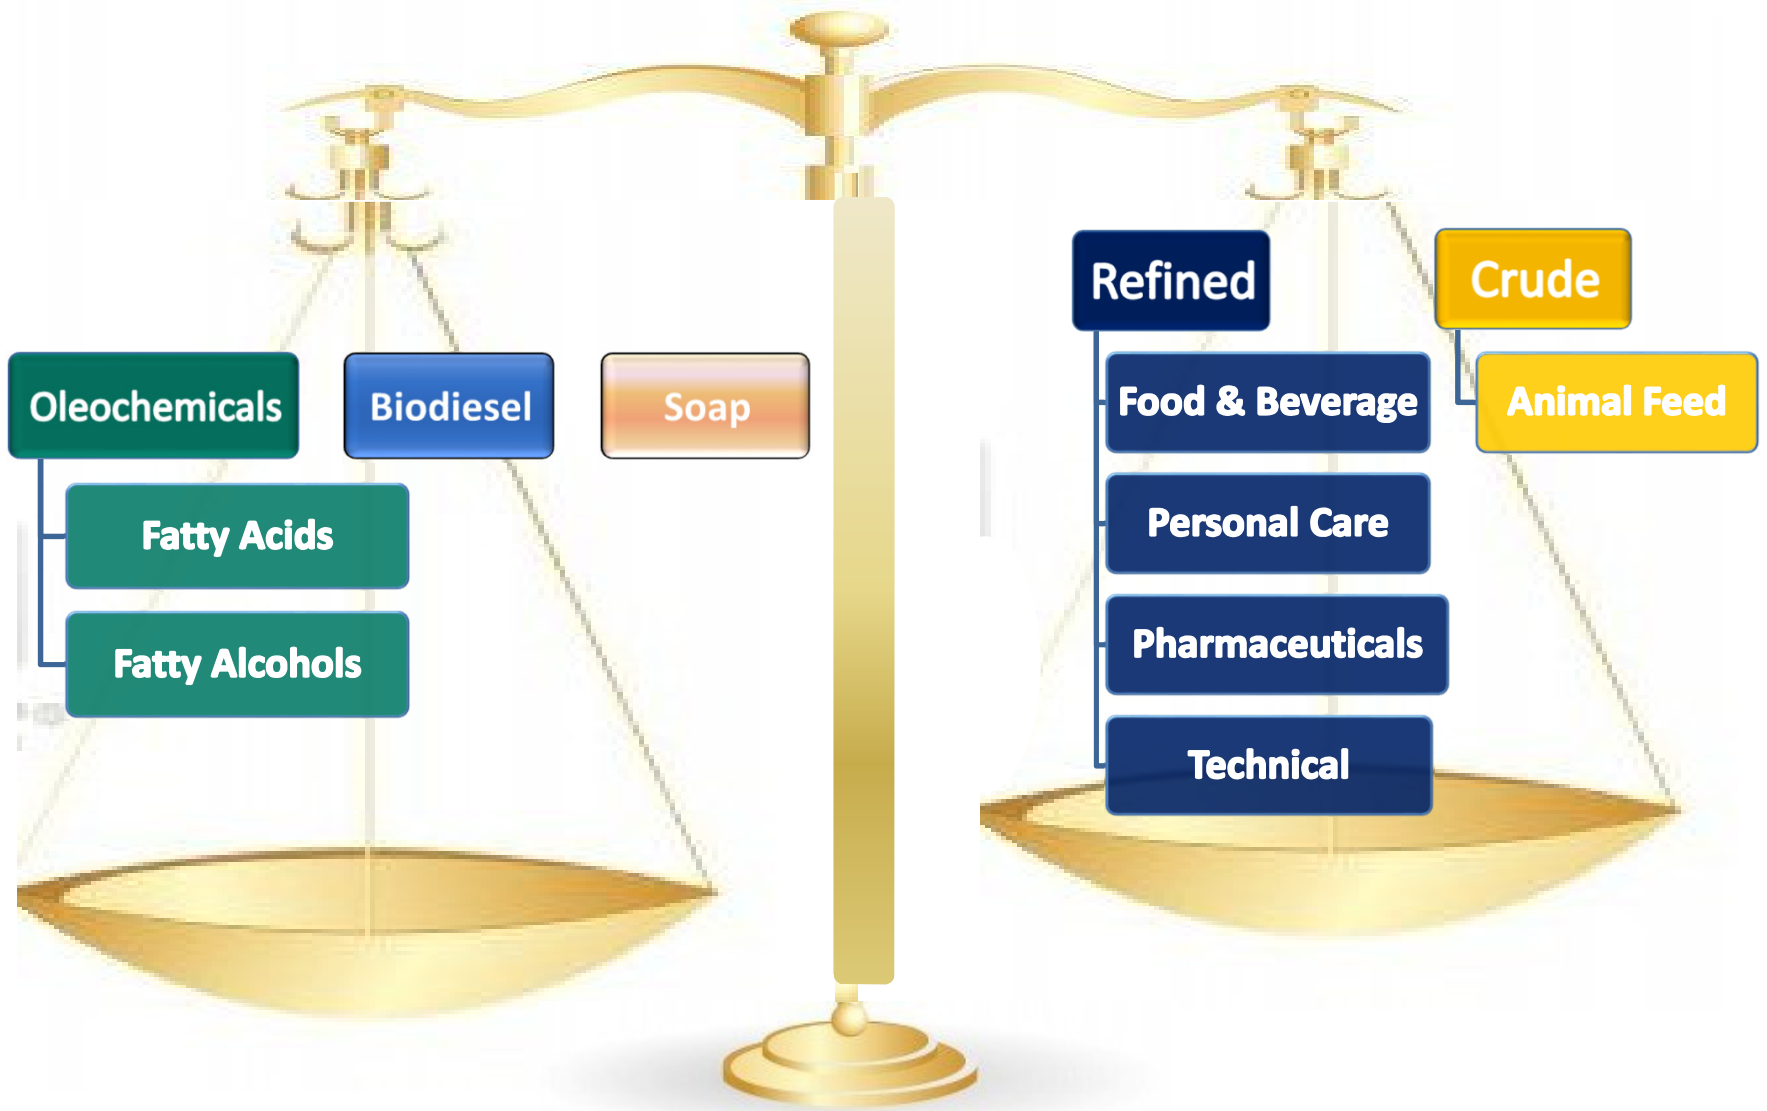 Oleochemicals
Fatty Acids
Fatty Alcohols
Biodiesel
Soap
Refined
Food & Beverage
Personal Care
Pharmaceuticals
Technical
Crude
Animal Feed